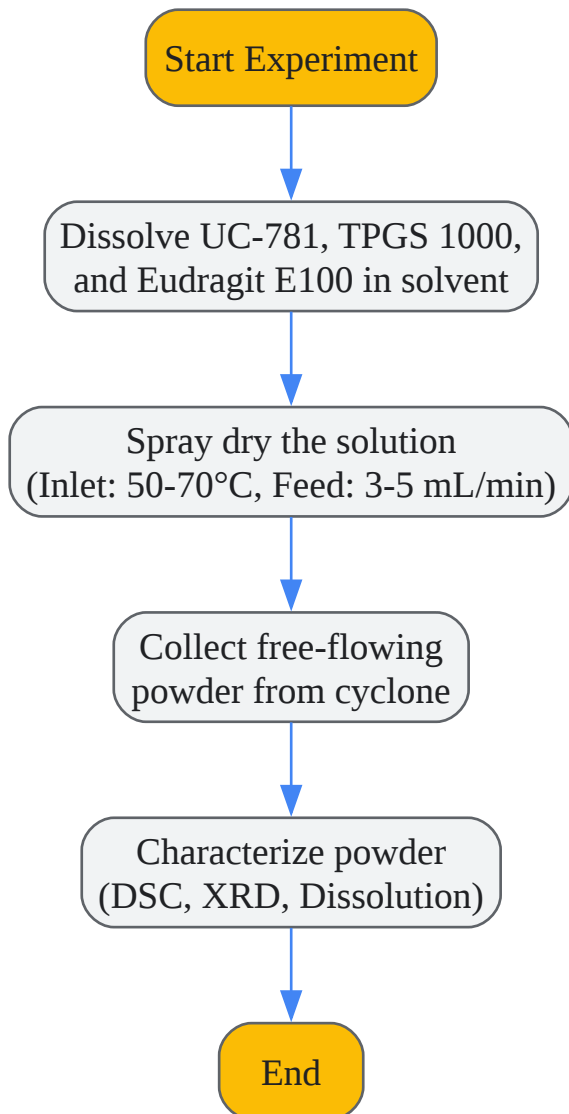 Start Experiment
Dissolve UC-781, TPGS 1000,
and Eudragit E100 in solvent
Spray dry the solution
(Inlet: 50-70°C, Feed: 3-5 mL/min)
Collect free-flowing
powder from cyclone
Characterize powder
(DSC, XRD, Dissolution)
End